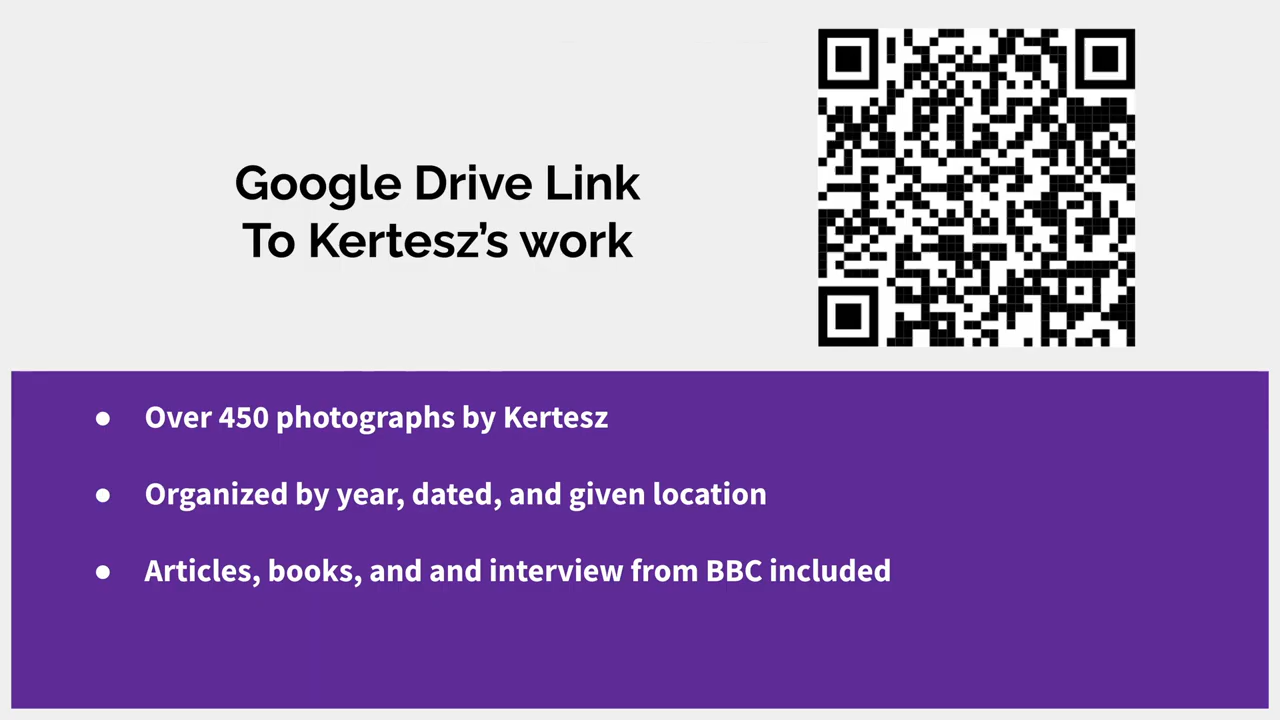 Google Drive Link
To Kertesz’s work
● Over 450 photographs by Kertesz
● Organized by year, dated, and given location
● Articles, books, and and interview from BBC included